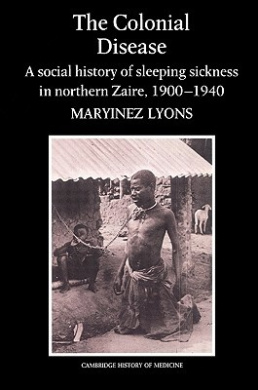 The Colonial
Disease
A social history of sleeping sickness
in northern Zaire, 1900–1940
MARYINEZ LYONS
CAMBRIDGE HISTORY OF MEDICINE